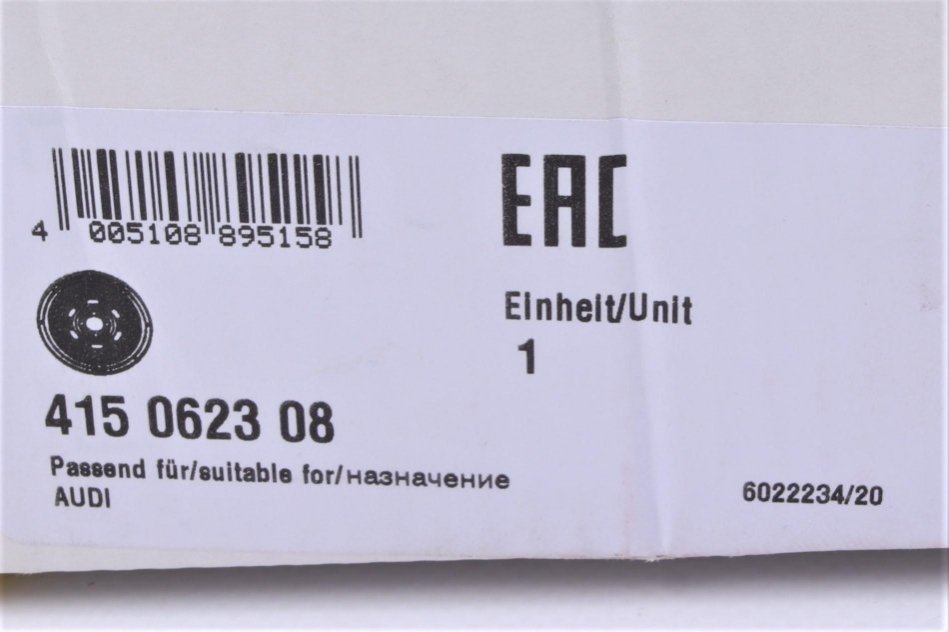 4 005108 895158
EAC
Einheit/Unit
1
415 0623 08
Passend für/suitable for/назначение
AUDI
6022234/20